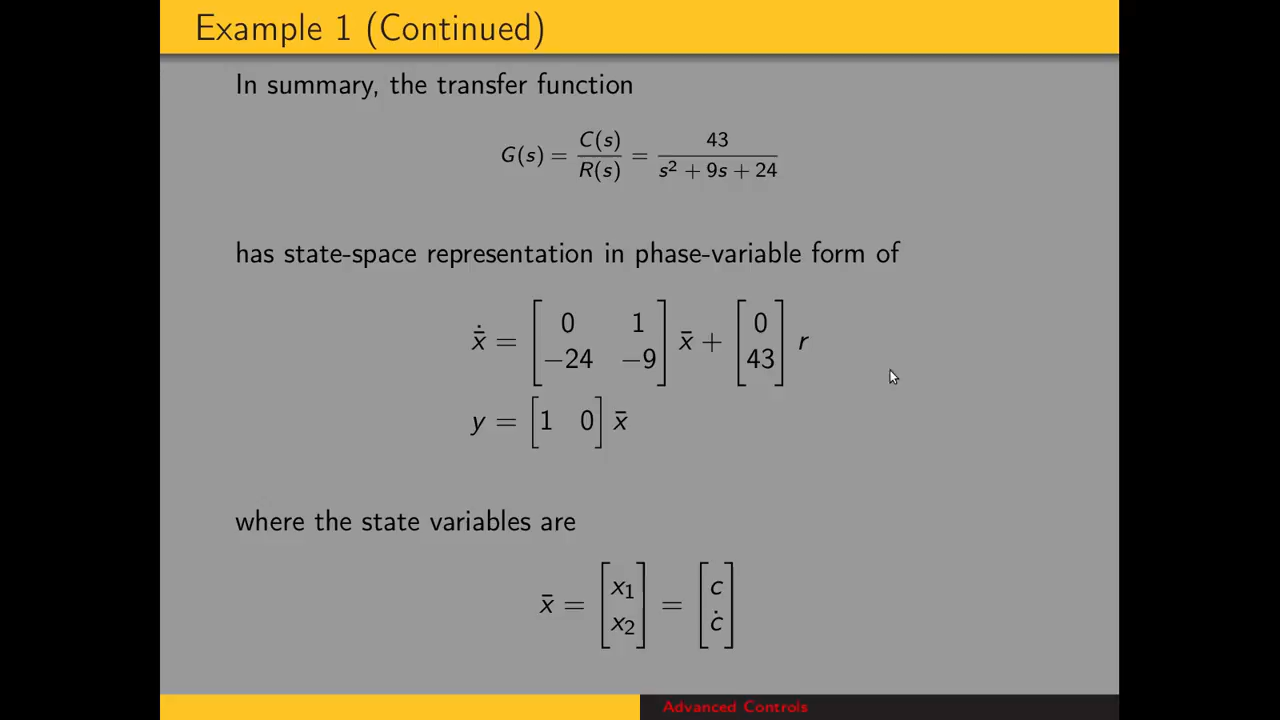 Example 1 (Continued)
In summary, the transfer function
G(s) = C(s)/R(s) = 43/(s² + 9s + 24)
has state-space representation in phase-variable form of
ẋ̄ = [0 1; −24 −9] x̄ + [0; 43] r
y = [1 0] x̄
where the state variables are
x̄ = [x₁; x₂] = [c; ċ]
Advanced Controls